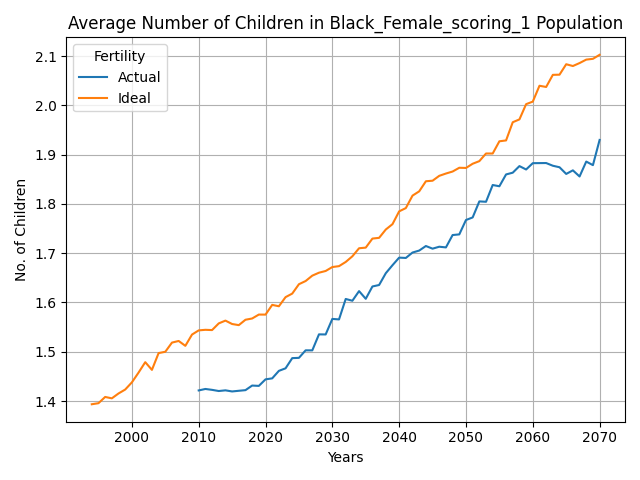 Average Number of Children in Black_Female_scoring_1 Population
Fertility
Actual
Ideal
No. of Children
2.1
2.0
1.9
1.8
1.7
1.6
1.5
1.4
2000
2010
2020
2030
2040
2050
2060
2070
Years